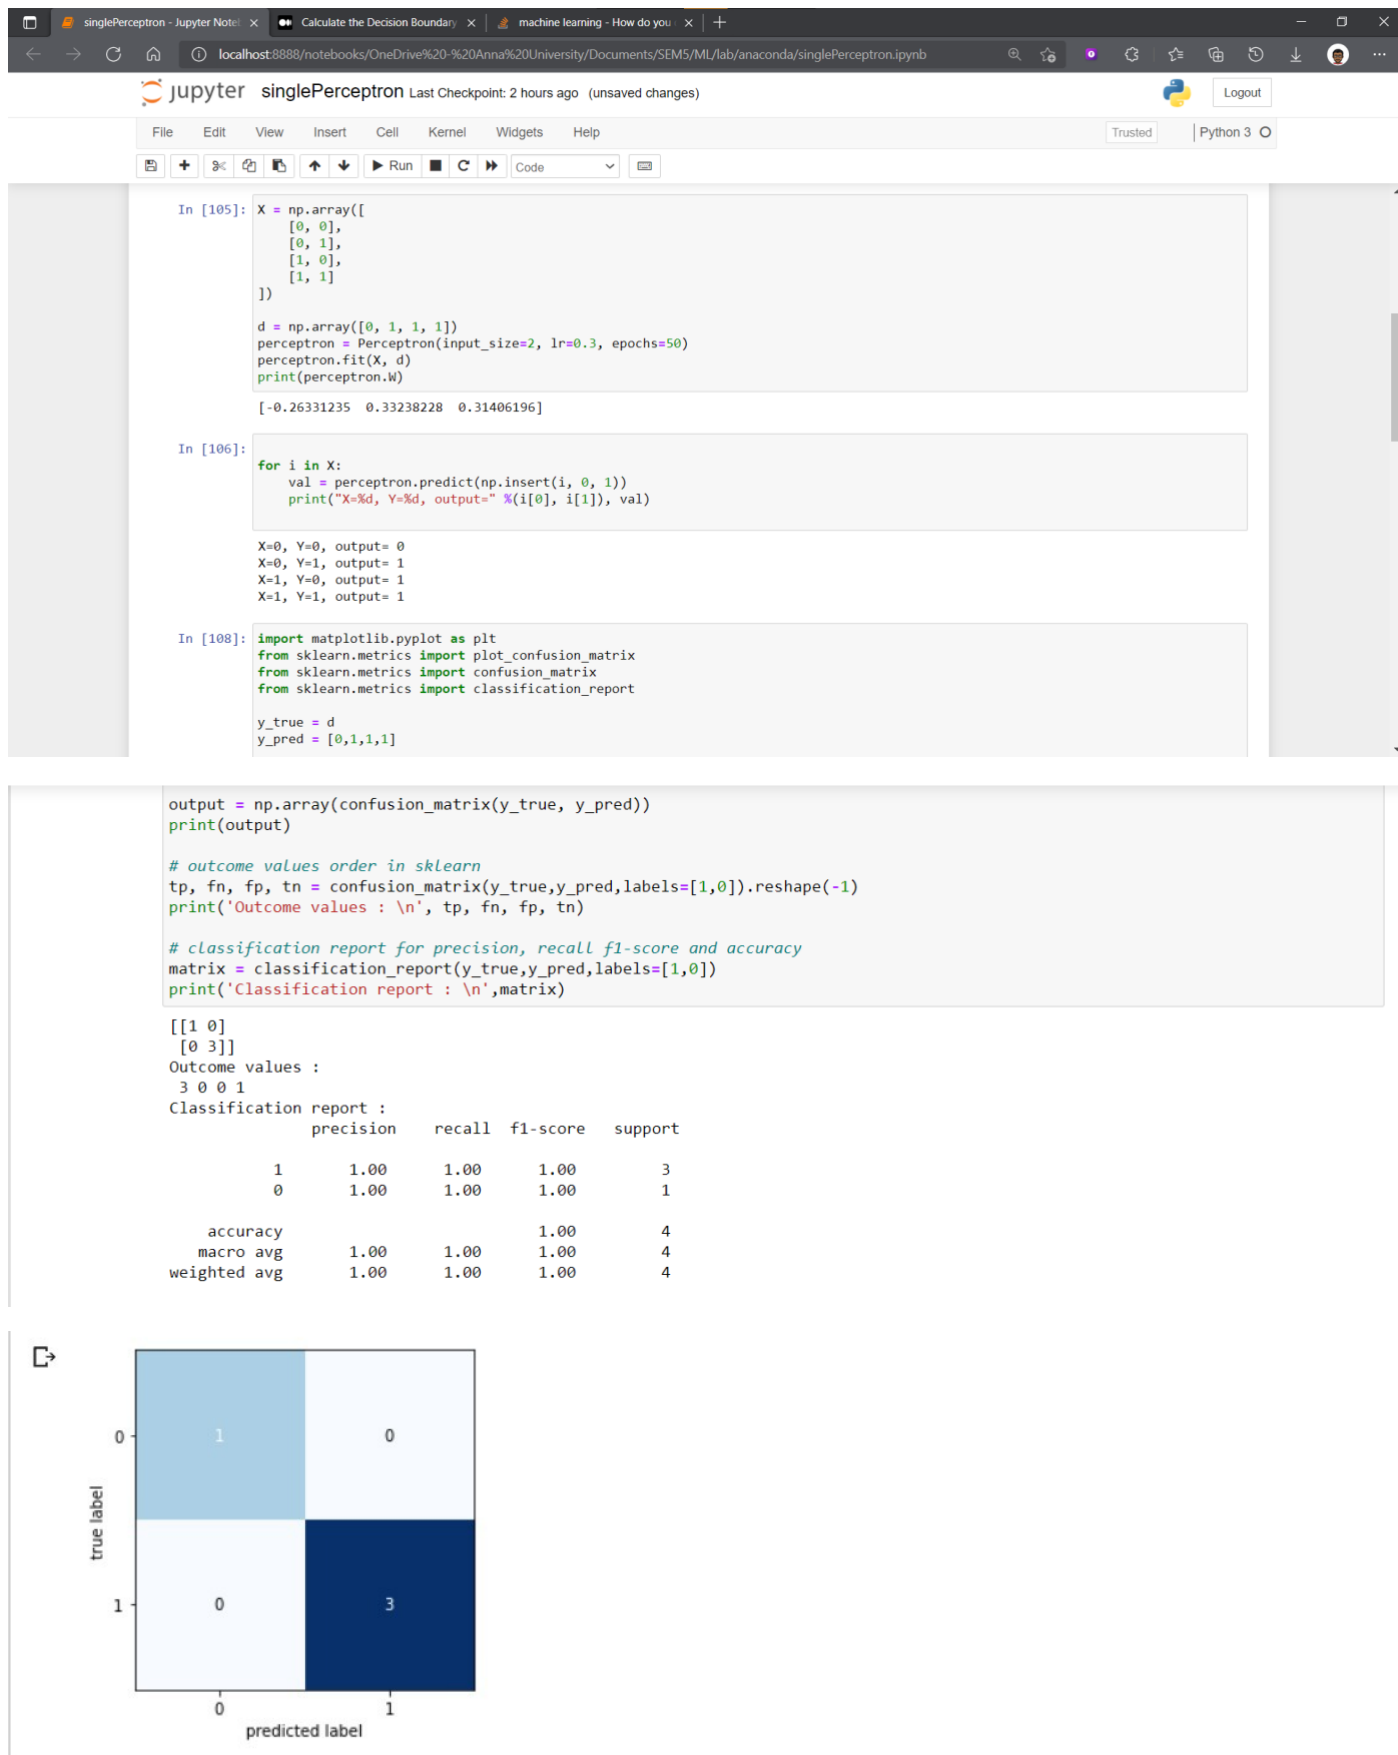 singlePerceptron - Jupyter Notel
Calculate the Decision Boundary
machine learning - How do you
localhost:8888/notebooks/OneDrive%20-%20Anna%20University/Documents/SEM5/ML/lab/anaconda/singlePerceptron.ipynb
jupyter singlePerceptron Last Checkpoint: 2 hours ago (unsaved changes)
Logout
File Edit View Insert Cell Kernel Widgets Help
Trusted
Python 3
Run
Code
In [105]: X = np.array([
[0, 0],
[0, 1],
[1, 0],
[1, 1]
])
d = np.array([0, 1, 1, 1])
perceptron = Perceptron(input_size=2, lr=0.3, epochs=50)
perceptron.fit(X, d)
print(perceptron.W)
[-0.26331235 0.33238228 0.31406196]
In [106]:
for i in X:
val = perceptron.predict(np.insert(i, 0, 1))
print("X=%d, Y=%d, output=" %(i[0], i[1]), val)
X=0, Y=0, output= 0
X=0, Y=1, output= 1
X=1, Y=0, output= 1
X=1, Y=1, output= 1
In [108]: import matplotlib.pyplot as plt
from sklearn.metrics import plot_confusion_matrix
from sklearn.metrics import confusion_matrix
from sklearn.metrics import classification_report
y_true = d
y_pred = [0,1,1,1]
output = np.array(confusion_matrix(y_true, y_pred))
print(output)
# outcome values order in sklearn
tp, fn, fp, tn = confusion_matrix(y_true,y_pred,labels=[1,0]).reshape(-1)
print('Outcome values : \n', tp, fn, fp, tn)
# classification report for precision, recall f1-score and accuracy
matrix = classification_report(y_true,y_pred,labels=[1,0])
print('Classification report : \n',matrix)
[[1 0]
[0 3]]
Outcome values :
3 0 0 1
Classification report :
precision recall f1-score support
1 1.00 1.00 1.00 3
0 1.00 1.00 1.00 1
accuracy 1.00 4
macro avg 1.00 1.00 1.00 4
weighted avg 1.00 1.00 1.00 4
0 1 0
true label
1 0 3
0 1
predicted label